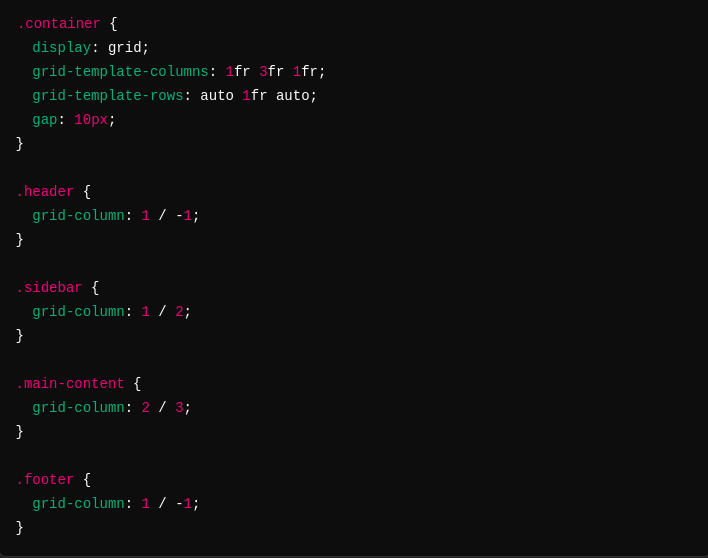 .container {
  display: grid;
  grid-template-columns: 1fr 3fr 1fr;
  grid-template-rows: auto 1fr auto;
  gap: 10px;
}

.header {
  grid-column: 1 / -1;
}

.sidebar {
  grid-column: 1 / 2;
}

.main-content {
  grid-column: 2 / 3;
}

.footer {
  grid-column: 1 / -1;
}